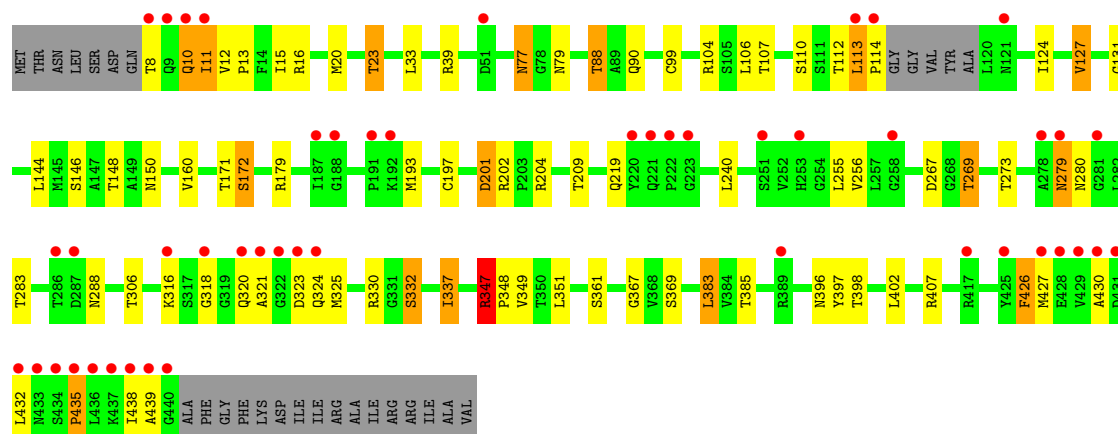 MET THR ASN LEU SER ASP GLN T8 Q9 Q10 I11 V12 P13 F14 I15 R16 M20 T23 L33 R39 D51 N77 G78 N79 T88 A89 Q90 C99 R104 S105 L106 T107 S110 S111 T112 L113 P114 GLY GLY VAL TYR ALA L120 N121 I124 V127
L144 M145 S146 A147 T148 A149 N150 V160 T171 S172 R179 I187 G188 P191 K192 M193 C197 D201 R202 P203 R204 T209 Q219 Y220 Q221 P222 G223 L240 S251 V252 H253 G254 L255 V256 L257 G258 D267 G268 T269 T273 A278 N279 N280 G281
T283 T286 D287 N288 T306 K316 S317 G318 G319 Q320 A321 G322 D323 Q324 M325 R330 G331 S332 I337 R347 P348 V349 T350 L351 S361 G367 V368 S369 L383 V384 T385 R389 N396 Y397 T398 L402 R407 R417 Y425 F426 M427 E428 V429 A430
L432 N433 S434 P435 L436 K437 I438 A439 G440 ALA PHE GLY PHE LYS ASP ILE ILE ARG ALA ILE ARG ARG ILE ALA VAL